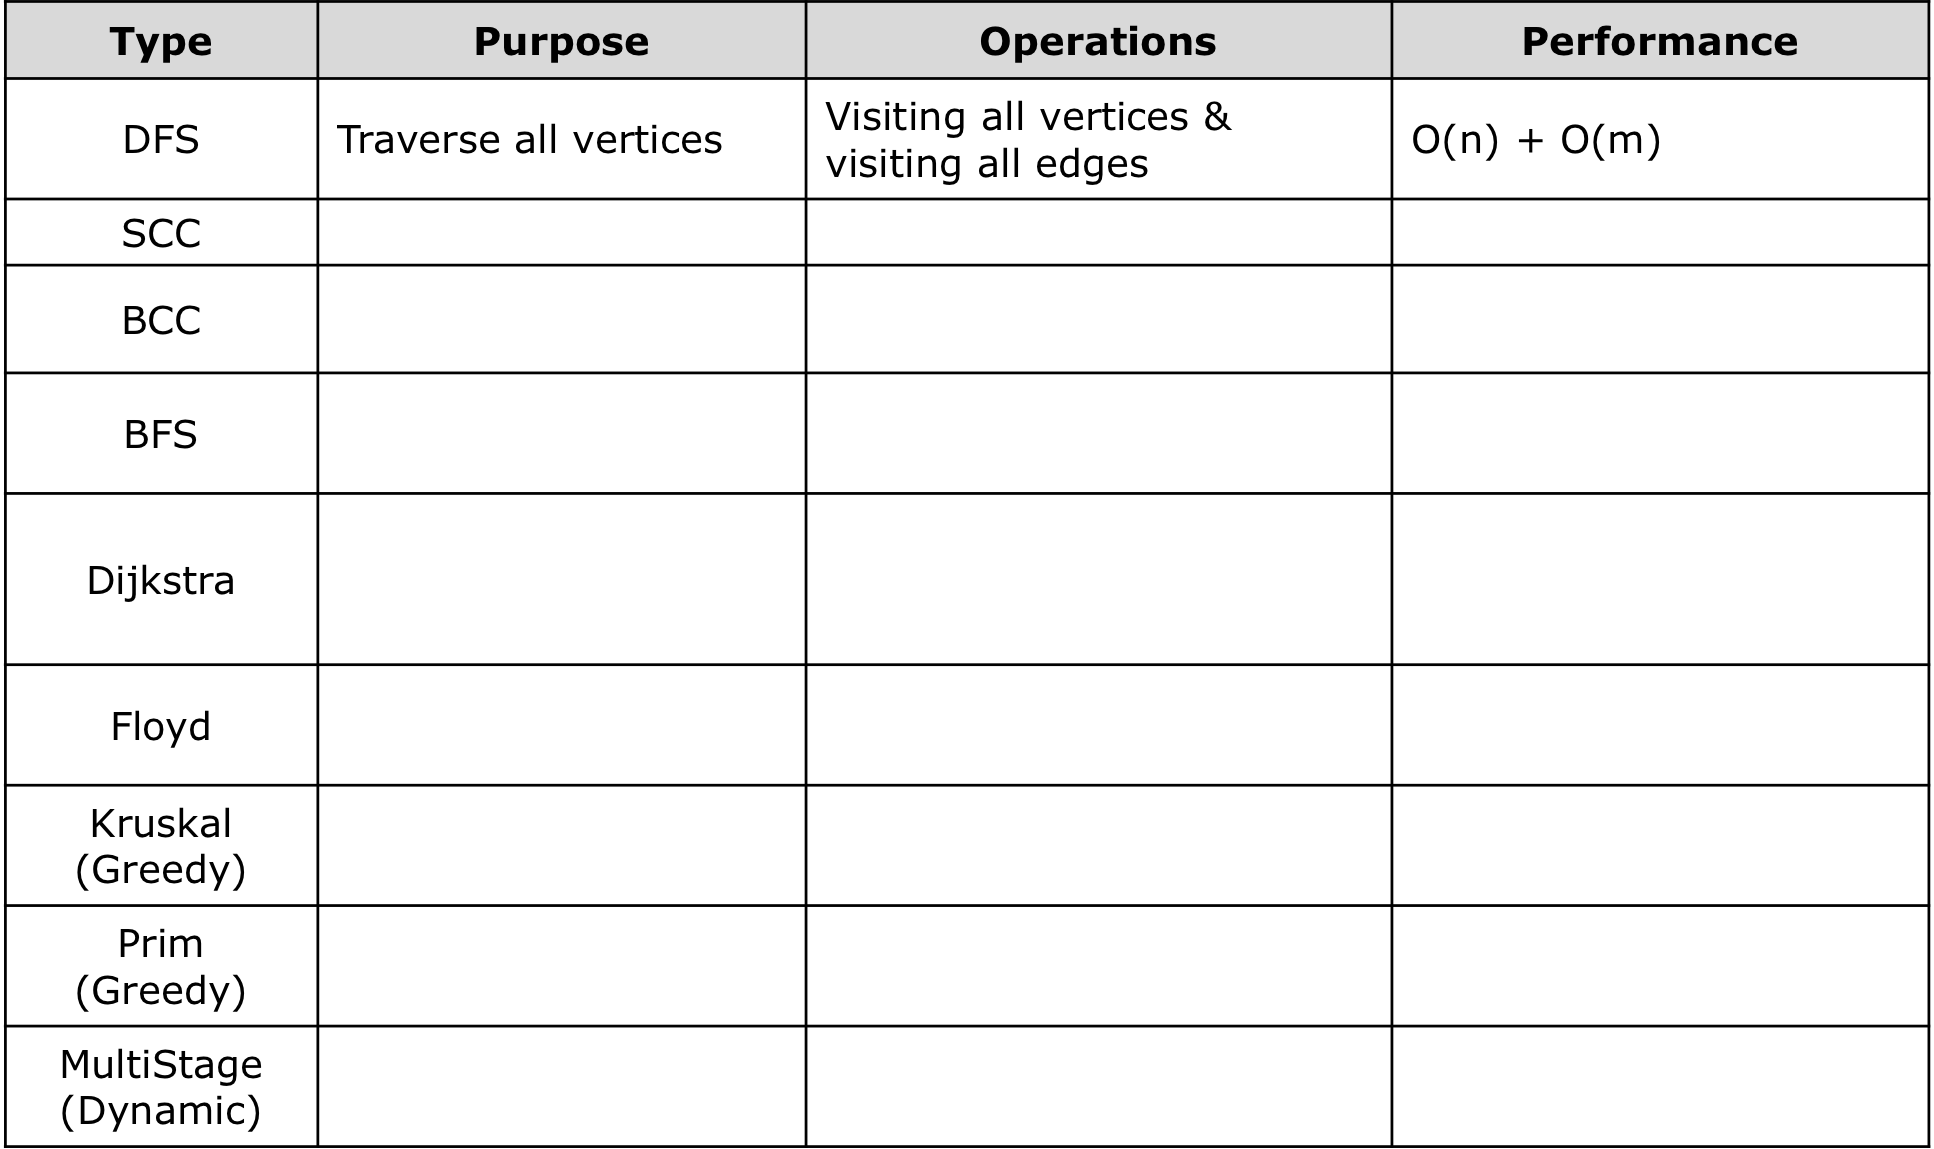 Type Purpose Operations Performance
DFS Traverse all vertices Visiting all vertices &
visiting all edges O(n) + O(m)
SCC
BCC
BFS
Dijkstra
Floyd
Kruskal
(Greedy)
Prim
(Greedy)
MultiStage
(Dynamic)